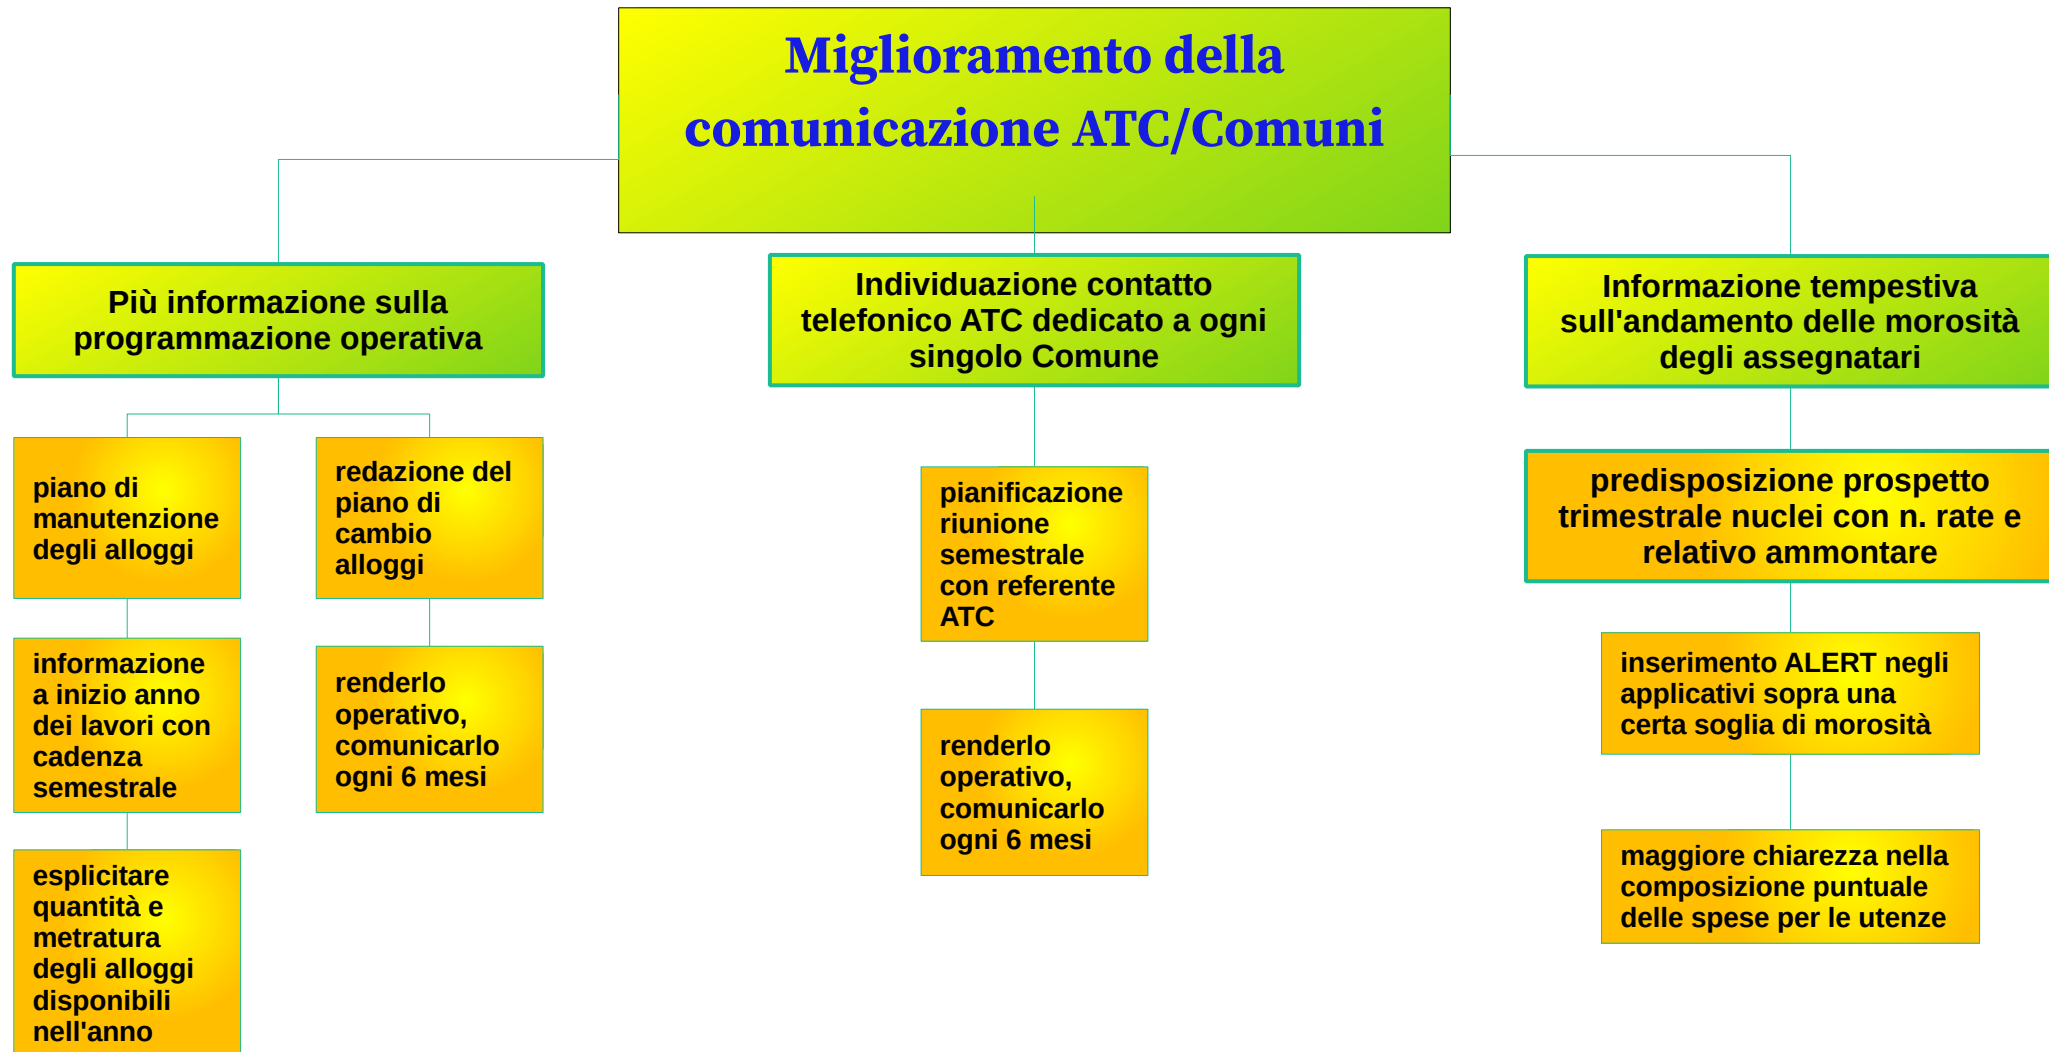 Miglioramento della
comunicazione ATC/Comuni
Più informazione sulla
programmazione operativa
piano di
manutenzione
degli alloggi
informazione
a inizio anno
dei lavori con
cadenza
semestrale
esplicitare
quantità e
metratura
degli alloggi
disponibili
nell'anno
redazione del
piano di
cambio
alloggi
renderlo
operativo,
comunicarlo
ogni 6 mesi
Individuazione contatto
telefonico ATC dedicato a ogni
singolo Comune
pianificazione
riunione
semestrale
con referente
ATC
renderlo
operativo,
comunicarlo
ogni 6 mesi
Informazione tempestiva
sull'andamento delle morosità
degli assegnatari
predisposizione prospetto
trimestrale nuclei con n. rate e
relativo ammontare
inserimento ALERT negli
applicativi sopra una
certa soglia di morosità
maggiore chiarezza nella
composizione puntuale
delle spese per le utenze